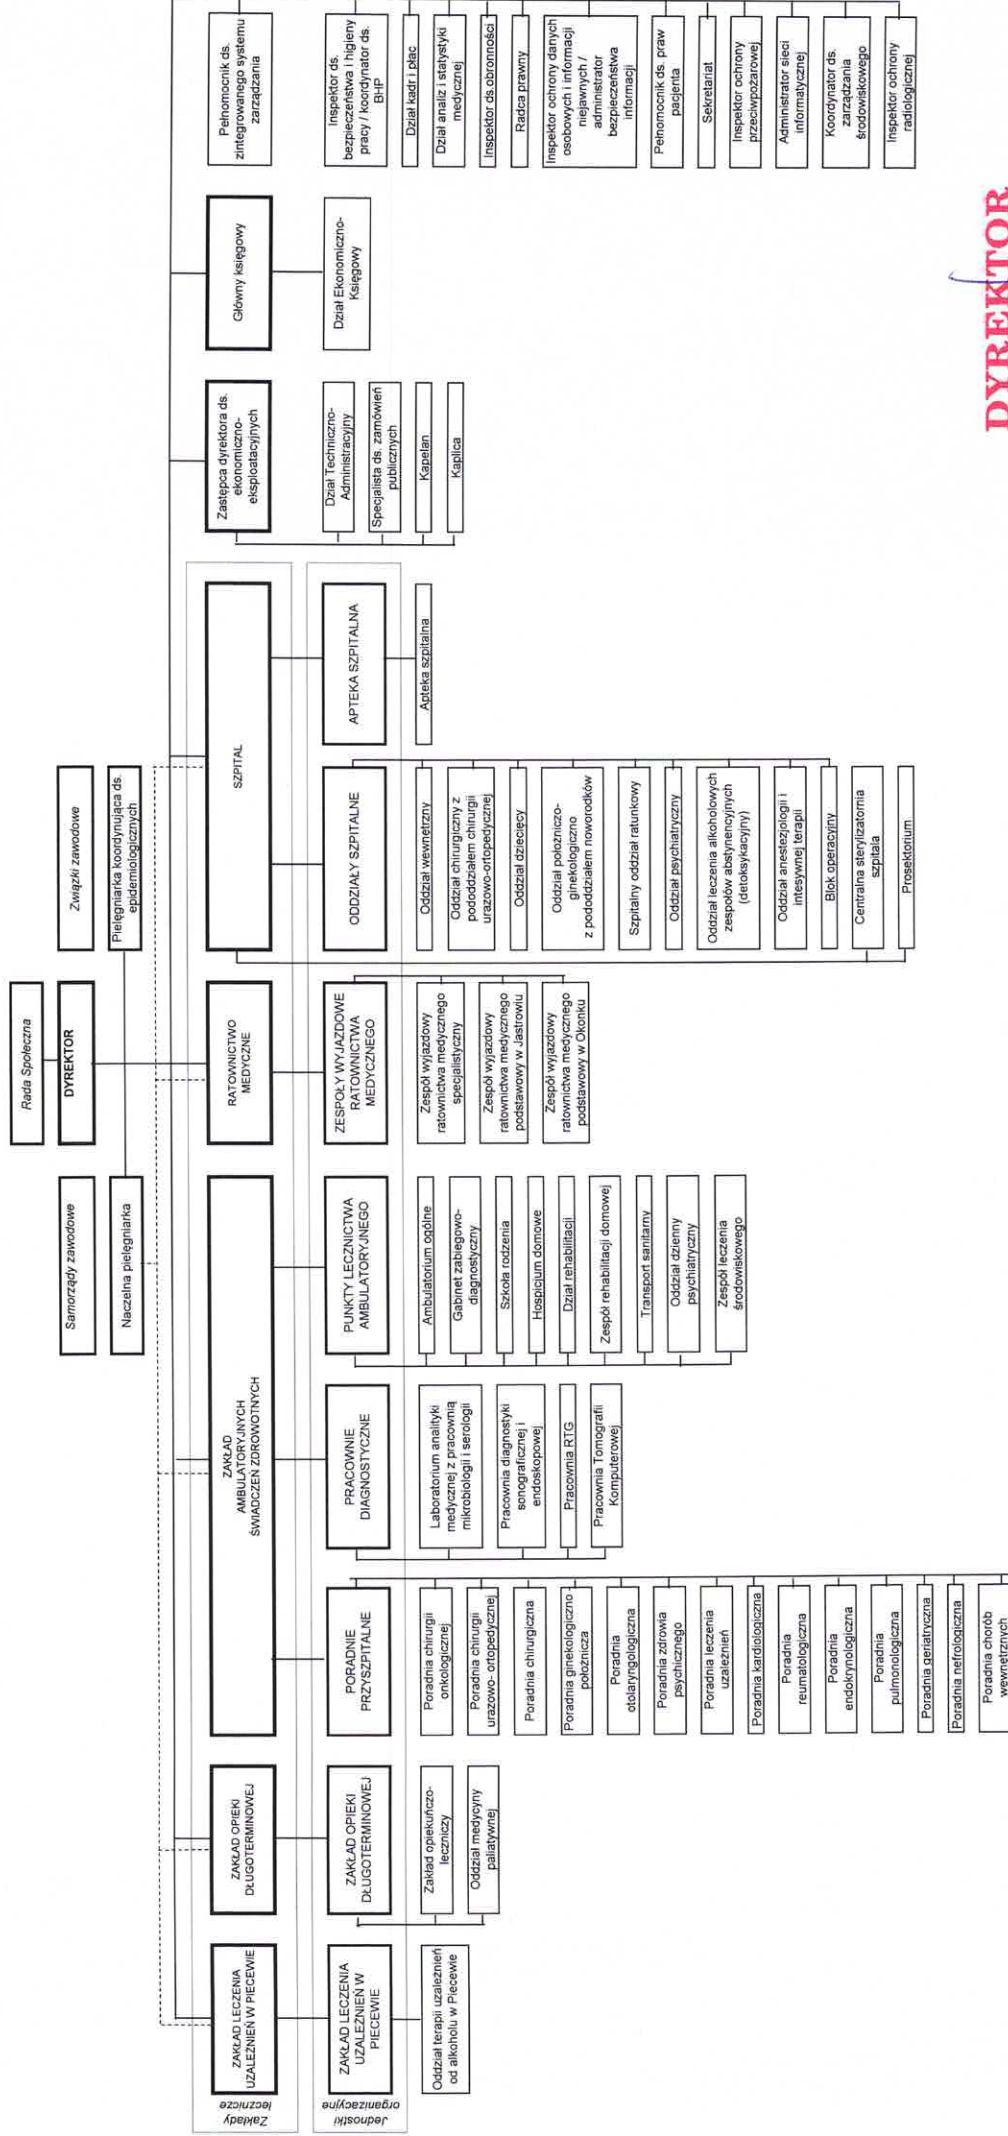 Rada Społeczna
Samorządy zawodowe
DYREKTOR
Związki zawodowe
Naczelna pielęgniarka
Pielęgniarka koordynująca ds.
epidemiologicznych
Zakłady
lecznicze
ZAKŁAD LECZENIA
UZALEŻNIEŃ W PIECEWIE
ZAKŁAD OPIEKI
DŁUGOTERMINOWEJ
ZAKŁAD
AMBULATORYJNYCH
ŚWIADCZEŃ ZDROWOTNYCH
RATOWNICTWO
MEDYCZNE
SZPITAL
Zastępca dyrektora ds.
ekonomiczno-
eksploatacyjnych
Główny księgowy
Pełnomocnik ds.
zintegrowanego systemu
zarządzania
Jednostki
organizacyjne
ZAKŁAD LECZENIA
UZALEŻNIEŃ W
PIECEWIE
Oddział terapii uzależnień
od alkoholu w Piecewie
ZAKŁAD OPIEKI
DŁUGOTERMINOWEJ
Zakład opiekuńczo-
leczniczy
Oddział medycyny
paliatywnej
PORADNIE
PRZYSZPITALNE
Poradnia chirurgii
onkologicznej
Poradnia chirurgii
urazowo- ortopedycznej
Poradnia chirurgiczna
Poradnia ginekologiczno
położnicza
Poradnia
otolaryngologiczna
Poradnia zdrowia
psychicznego
Poradnia leczenia
uzależnień
Poradnia kardiologiczna
Poradnia
reumatologiczna
Poradnia
endokrynologiczna
Poradnia
pulmonologiczna
Poradnia geriatryczna
Poradnia nefrologiczna
Poradnia chorób
wewnętrznych
PRACOWNIE
DIAGNOSTYCZNE
Laboratorium analityki
medycznej z pracownią
mikrobiologii i serologii
Pracownia diagnostyki
sonograficznej i
endoskopowej
Pracownia RTG
Pracownia Tomografii
Komputerowej
PUNKTY LECZNICTWA
AMBULATORYJNEGO
Ambulatorium ogólne
Gabinet zabiegowo-
diagnostyczny
Szkoła rodzenia
Hospicjum domowe
Dział rehabilitacji
Zespół rehabilitacji domowej
Transport sanitarny
Oddział dzienny
psychiatryczny
Zespół leczenia
środowiskowego
ZESPOŁY WYJAZDOWE
RATOWNICTWA
MEDYCZNEGO
Zespół wyjazdowy
ratownictwa medycznego
specjalistyczny
Zespół wyjazdowy
ratownictwa medycznego
podstawowy w Jastrowiu
Zespół wyjazdowy
ratownictwa medycznego
podstawowy w Okonku
ODDZIAŁY SZPITALNE
Oddział wewnętrzny
Oddział chirurgiczny z
pododdziałem chirurgii
urazowo-ortopedycznej
Oddział dziecięcy
Oddział położniczo-
ginekologiczno
z pododdziałem noworodków
Szpitalny oddział ratunkowy
Oddział psychiatryczny
Oddział leczenia alkoholowych
zespołów abstynencyjnych
(detoksykacyjny)
Oddział anestezjologii i
intesywnej terapii
Blok operacyjny
Centralna sterylizatornia
szpitala
Prosektorium
APTEKA SZPITALNA
Apteka szpitalna
Dział Techniczno-
Administracyjny
Specjalista ds. zamówień
publicznych
Kapelan
Kaplica
Dział Ekonomiczno-
Księgowy
Inspektor ds.
bezpieczeństwa i higieny
pracy / koordynator ds.
BHP
Dział kadr i płac
Dział analiz i statystyki
medycznej
Inspektor ds.obronności
Radca prawny
Inspektor ochrony danych
osobowych i informacji
niejawnych /
administrator
bezpieczeństwa
informacji
Pełnomocnik ds. praw
pacjenta
Sekretariat
Inspektor ochrony
przeciwpożarowej
Administrator sieci
informatycznej
Koordynator ds.
zarządzania
środowiskowego
Inspektor ochrony
radiologicznej
DYREKTOR